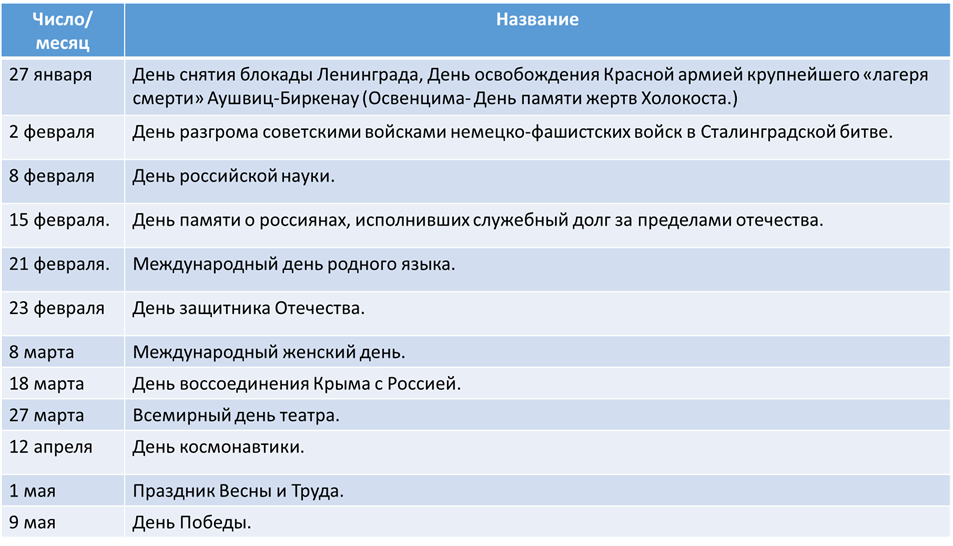 Число/
месяц
Название
27 января
День снятия блокады Ленинграда, День освобождения Красной армией крупнейшего «лагеря
смерти» Аушвиц-Биркенау (Освенцима- День памяти жертв Холокоста.)
2 февраля
День разгрома советскими войсками немецко-фашистских войск в Сталинградской битве.
8 февраля
День российской науки.
15 февраля.
День памяти о россиянах, исполнивших служебный долг за пределами отечества.
21 февраля.
Международный день родного языка.
23 февраля
День защитника Отечества.
8 марта
Международный женский день.
18 марта
День воссоединения Крыма с Россией.
27 марта
Всемирный день театра.
12 апреля
День космонавтики.
1 мая
Праздник Весны и Труда.
9 мая
День Победы.